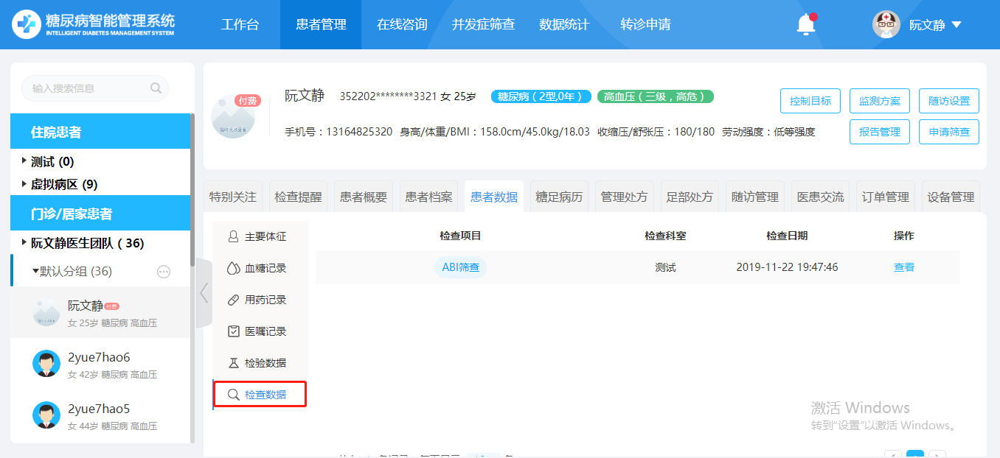 糖尿病智能管理系统
INTELLIGENT DIABETES MANAGEMENT SYSTEM
工作台 患者管理 在线咨询 并发症筛查 数据统计 转诊申请
阮文静
输入搜索信息
住院患者
测试 (0)
虚拟病区 (9)
门诊/居家患者
阮文静医生团队 ( 36)
默认分组 (36)
阮文静 付费
女 25岁 糖尿病 高血压
2yue7hao6
女 42岁 糖尿病 高血压
2yue7hao5
女 44岁 糖尿病 高血压
付费
阮文静 352202********3321 女 25岁 糖尿病（2型,0年） 高血压（三级，高危）
手机号：13164825320 身高/体重/BMI：158.0cm/45.0kg/18.03 收缩压/舒张压：180/180 劳动强度：低等强度
控制目标 监测方案 随访设置
报告管理 申请筛查
特别关注 检查提醒 患者概要 患者档案 患者数据 糖足病历 管理处方 足部处方 随访管理 医患交流 订单管理 设备管理
主要体征
血糖记录
用药记录
医嘱记录
检验数据
检查数据
检查项目 检查科室 检查日期 操作
ABI筛查 测试 2019-11-22 19:47:46 查看
激活 Windows
转到"设置"以激活 Windows。